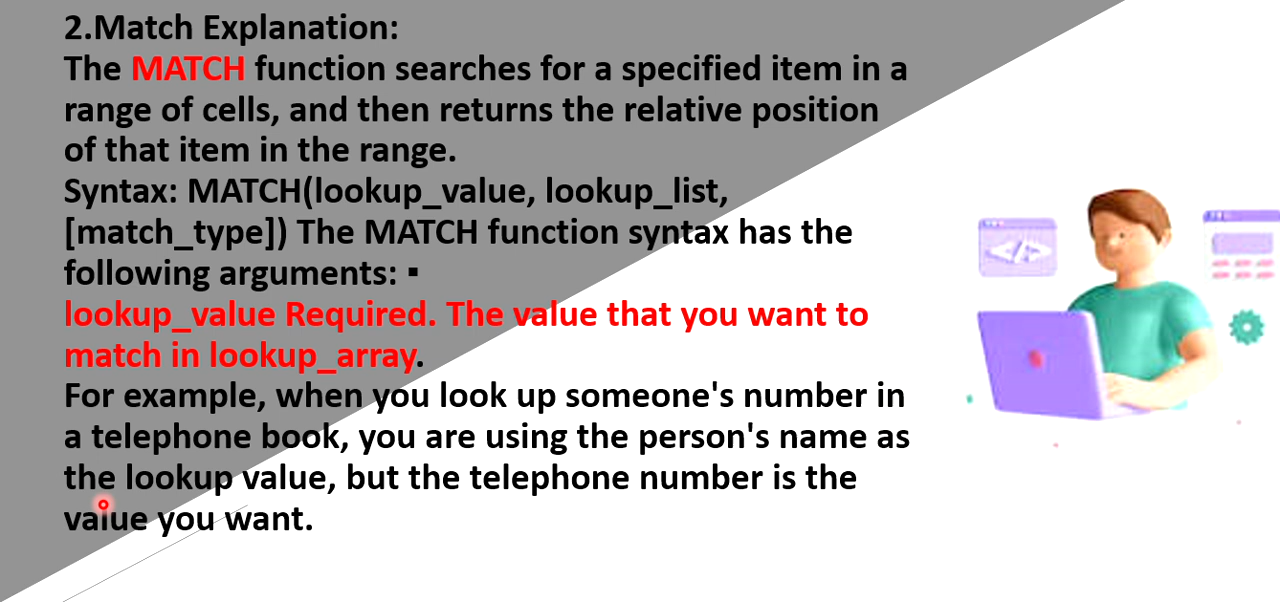 2.Match Explanation:
The MATCH function searches for a specified item in a
range of cells, and then returns the relative position
of that item in the range.
Syntax: MATCH(lookup_value, lookup_list,
[match_type]) The MATCH function syntax has the
following arguments: ▪
lookup_value Required. The value that you want to
match in lookup_array.
For example, when you look up someone's number in
a telephone book, you are using the person's name as
the lookup value, but the telephone number is the
value you want.